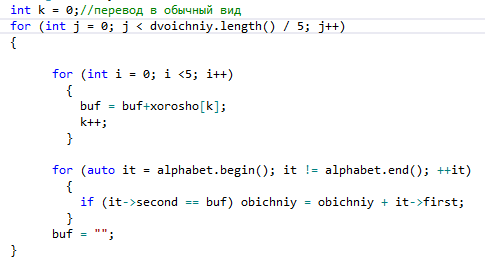 int k = 0;//перевод в обычный вид
for (int j = 0; j < dvoichniy.length() / 5; j++)
{
for (int i = 0; i <5; i++)
{
buf = buf+xorosho[k];
k++;
}
for (auto it = alphabet.begin(); it != alphabet.end(); ++it)
{
if (it->second == buf) obichniy = obichniy + it->first;
}
buf = "";
}